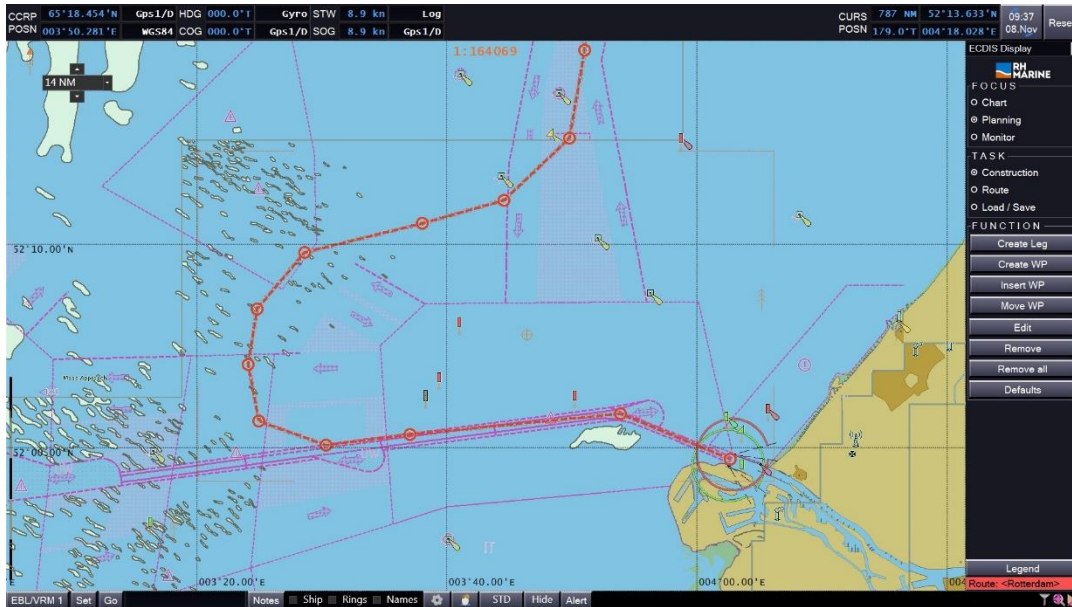 CCRP 65°18.454'N Gps1/D HDG 000.0°T Gyro STW 8.9 kn Log
POSN 003°50.281'E WGS84 COG 000.0°T Gps1/D SOG 8.9 kn Gps1/D
CURS 787 NM 52°13.633'N
POSN 179.0°T 004°18.028'E
09:37
08.Nov
Rese
1:164069
14 NM
52°10.00'N
52°00.00'N
003°20.00'E
003°40.00'E
004°00.00'E
004
IT
ECDIS Display
RH
MARINE
FOCUS
Chart
Planning
Monitor
TASK
Construction
Route
Load / Save
FUNCTION
Create Leg
Create WP
Insert WP
Move WP
Edit
Remove
Remove all
Defaults
Legend
Route: <Rotterdam>
EBL/VRM 1 Set Go Notes Ship Rings Names STD Hide Alert